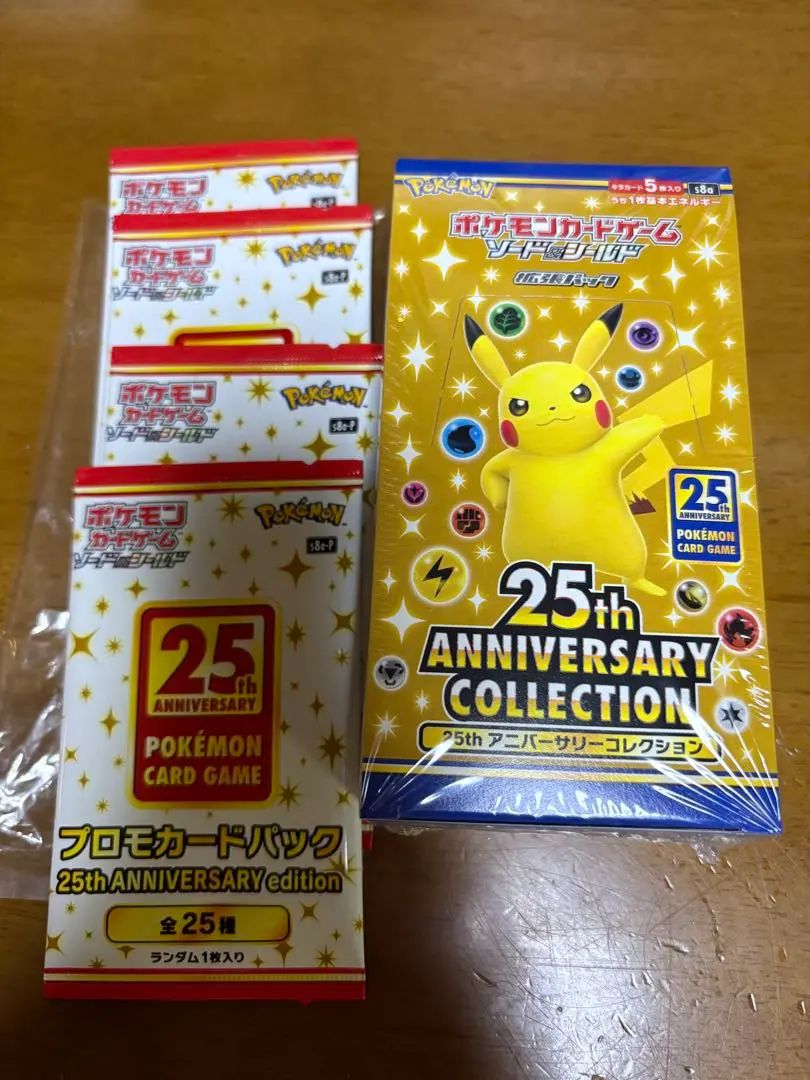 ポケモン
カードゲーム
POKÉMON
s8a-P
ポケモン
カードゲーム
ソード&シールド
POKÉMON
s8a-P
ポケモン
カードゲーム
ソード&シールド
POKÉMON
s8a-P
ポケモン
カードゲーム
ソード&シールド
POKÉMON
s8a-P
25th
ANNIVERSARY
POKÉMON
CARD GAME
プロモカードパック
25th ANNIVERSARY edition
全25種
ランダム1枚入り
POKÉMON
キラカード5枚入り
s8a
うち1枚基本エネルギー
ポケモンカードゲーム
ソード&シールド
拡張パック
25th
ANNIVERSARY
POKÉMON
CARD GAME
25th
ANNIVERSARY
COLLECTION
25th アニバーサリーコレクション